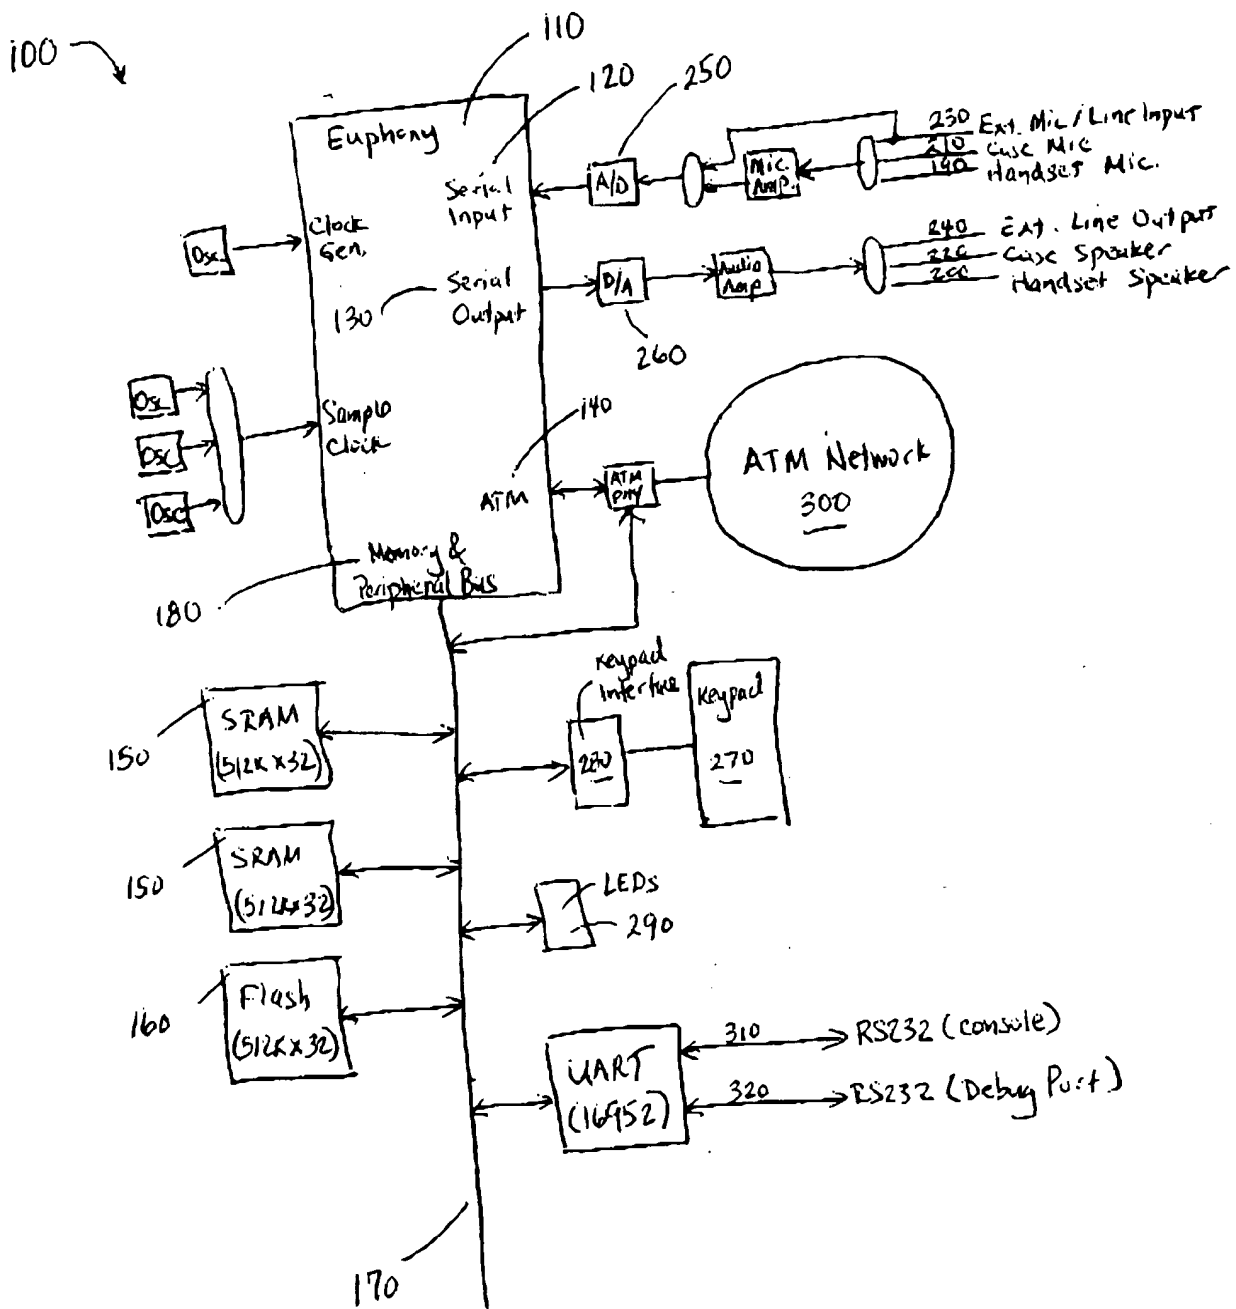 100
110
120
250
Euphony
Serial
Input
A/D
Mic.
Amp.
230 Ext. Mic / Line Input
210 Case Mic
190 Handset Mic.
Osc.
Clock
Gen.
130
Serial
Output
D/A
260
Audio
Amp
240 Ext. Line Output
220 Case Speaker
200 Handset Speaker
Osc.
Osc.
Osc
Sample
Clock
140
ATM
ATM
PHY
ATM Network
300
180
Memory &
Peripheral Bus
150
SRAM
(512K x 32)
Keypad
Interface
280
Keypad
270
150
SRAM
(512K x 32)
LEDs
290
160
Flash
(512K x 32)
UART
(16952)
310
RS232 (console)
320
RS232 (Debug Port)
170